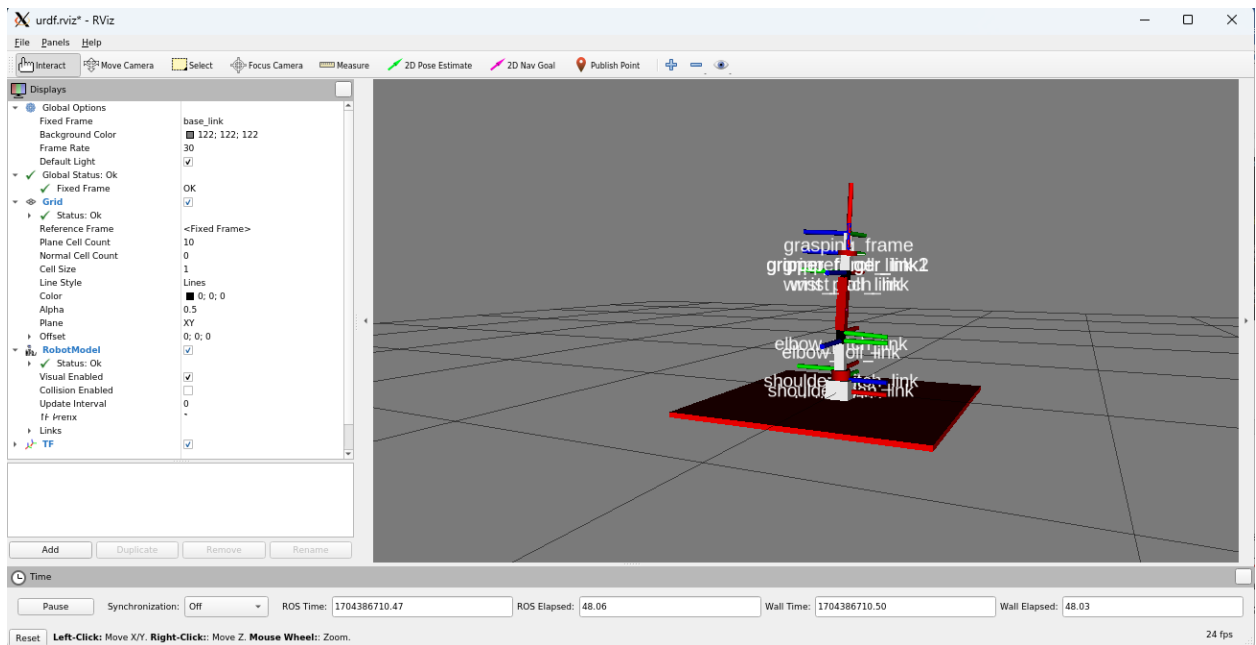 urdf.rviz* - RViz
File Panels Help
Interact Move Camera Select Focus Camera Measure 2D Pose Estimate 2D Nav Goal Publish Point
Displays
Global Options
Fixed Frame base_link
Background Color 122; 122; 122
Frame Rate 30
Default Light
Global Status: Ok
Fixed Frame OK
Grid
Status: Ok
Reference Frame <Fixed Frame>
Plane Cell Count 10
Normal Cell Count 0
Cell Size 1
Line Style Lines
Color 0; 0; 0
Alpha 0.5
Plane XY
Offset 0; 0; 0
RobotModel
Status: Ok
Visual Enabled
Collision Enabled
Update Interval 0
TF Prefix
Links
TF
Add Duplicate Remove Rename
grasping_frame
elbow_roll_link
Time
Pause Synchronization: Off ROS Time: 1704386710.47 ROS Elapsed: 48.06 Wall Time: 1704386710.50 Wall Elapsed: 48.03
Reset Left-Click: Move X/Y. Right-Click:: Move Z. Mouse Wheel:: Zoom. 24 fps